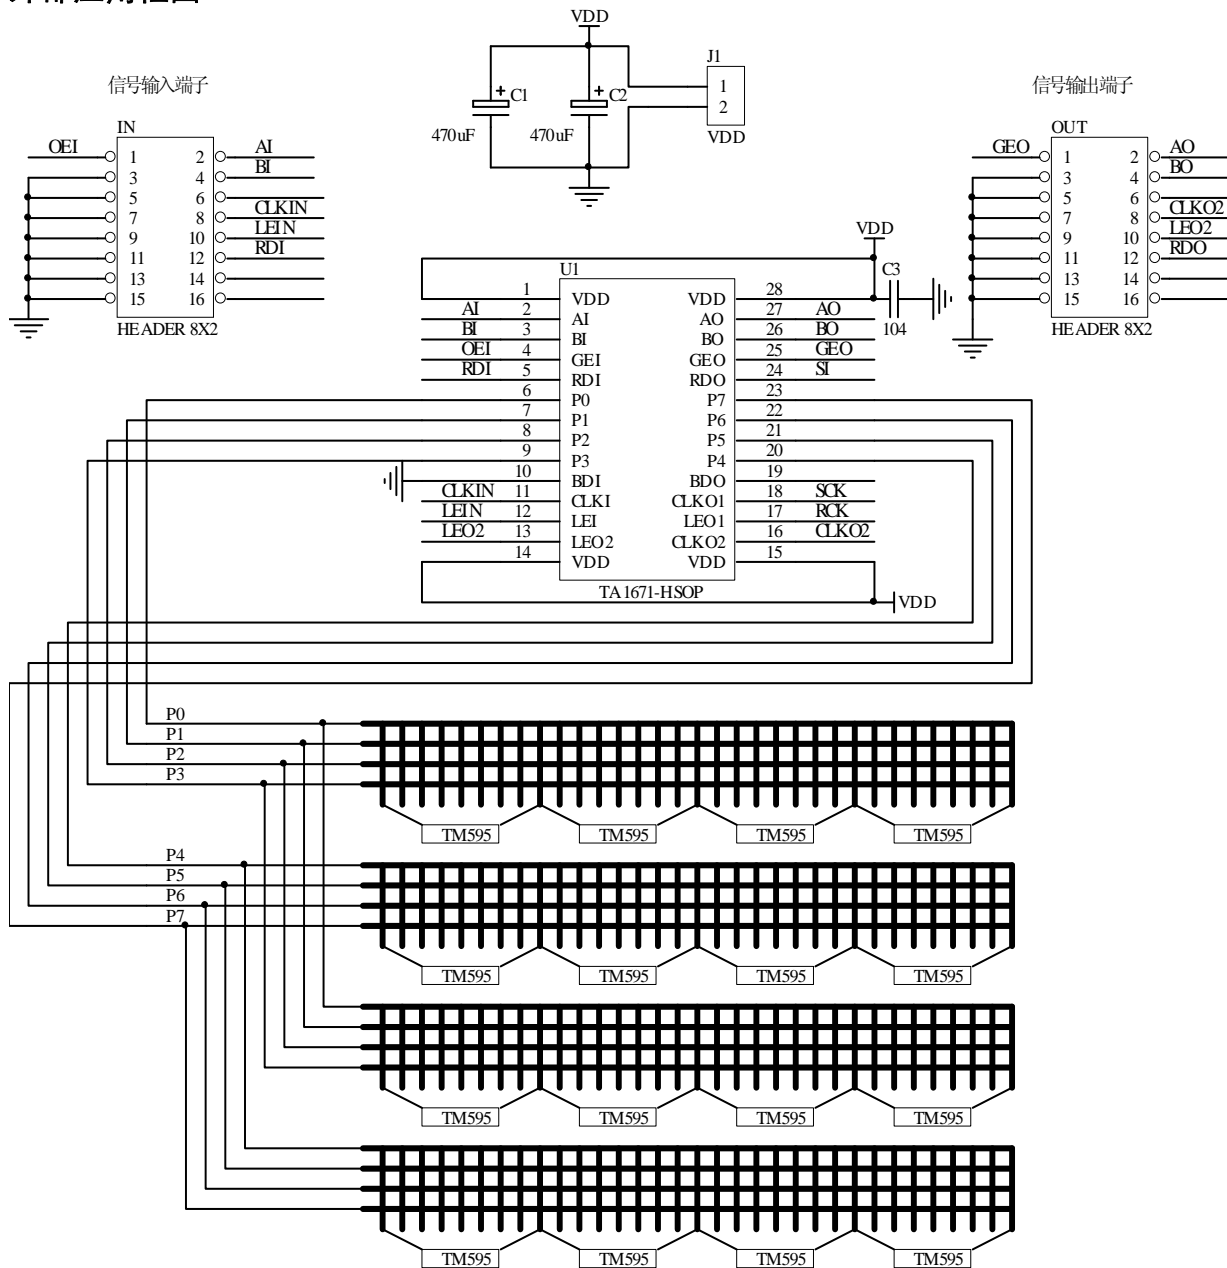 VDD
J1
信号输入端子
1
2
VDD
C1
470uF
C2
470uF
信号输出端子
IN
OEI 1 2 AI
3 4 BI
5 6
7 8 CLKIN
9 10 LEIN
11 12 RDI
13 14
15 16
HEADER 8X2
OUT
GEO 1 2 AO
3 4 BO
5 6
7 8 CLKO2
9 10 LEO2
11 12 RDO
13 14
15 16
HEADER 8X2
VDD
C3
104
U1
1 VDD VDD 28
AI 2 AI AO 27 AO
BI 3 BI BO 26 BO
OEI 4 GEI GEO 25 GEO
RDI 5 RDI RDO 24 SI
6 P0 P7 23
7 P1 P6 22
8 P2 P5 21
9 P3 P4 20
10 BDI BDO 19
CLKIN 11 CLKI CLKO1 18 SCK
LEIN 12 LEI LEO1 17 RCK
LEO2 13 LEO2 CLKO2 16 CLKO2
14 VDD VDD 15
TA1671-HSOP
VDD
P0
P1
P2
P3
TM595 TM595 TM595 TM595
P4
P5
P6
P7
TM595 TM595 TM595 TM595
TM595 TM595 TM595 TM595
TM595 TM595 TM595 TM595